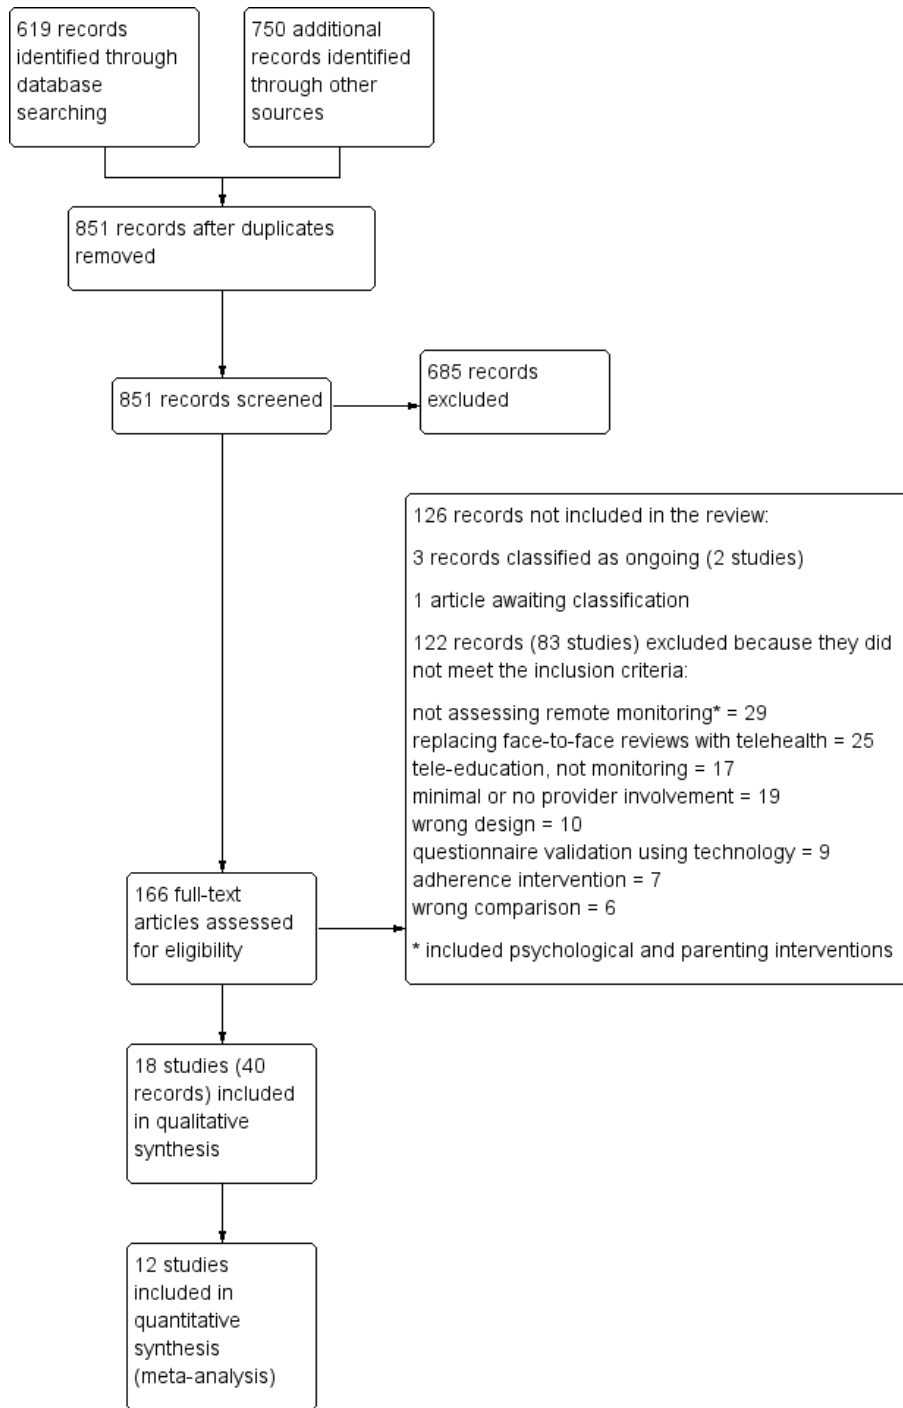 619 records
identified through
database
searching
750 additional
records identified
through other
sources
851 records after duplicates
removed
851 records screened
685 records
excluded
126 records not included in the review:
3 records classified as ongoing (2 studies)
1 article awaiting classification
122 records (83 studies) excluded because they did
not meet the inclusion criteria:
not assessing remote monitoring* = 29
replacing face-to-face reviews with telehealth = 25
tele-education, not monitoring = 17
minimal or no provider involvement = 19
wrong design = 10
questionnaire validation using technology = 9
adherence intervention = 7
wrong comparison = 6
* included psychological and parenting interventions
166 full-text
articles assessed
for eligibility
18 studies (40
records) included
in qualitative
synthesis
12 studies
included in
quantitative
synthesis
(meta-analysis)